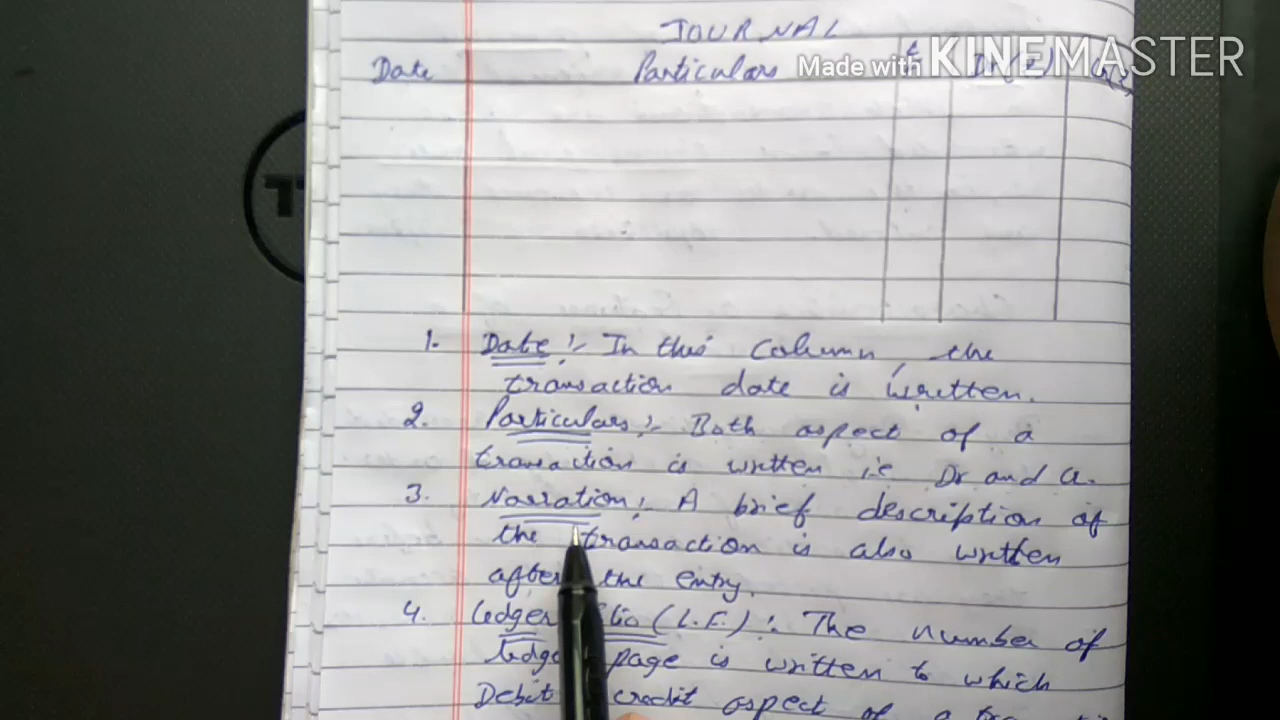 JOURNAL
Date Particulars
Made with KINEMASTER
1. Date :- In this Column, the
transaction date is written.
2. Particulars :- Both aspect of a
transaction is written i.e Dr and Cr.
3. Narration :- A brief description of
the transaction is also written
after the entry.
4. Ledger (L.F.) : The number of
page is written to which
Debit credit aspect of a